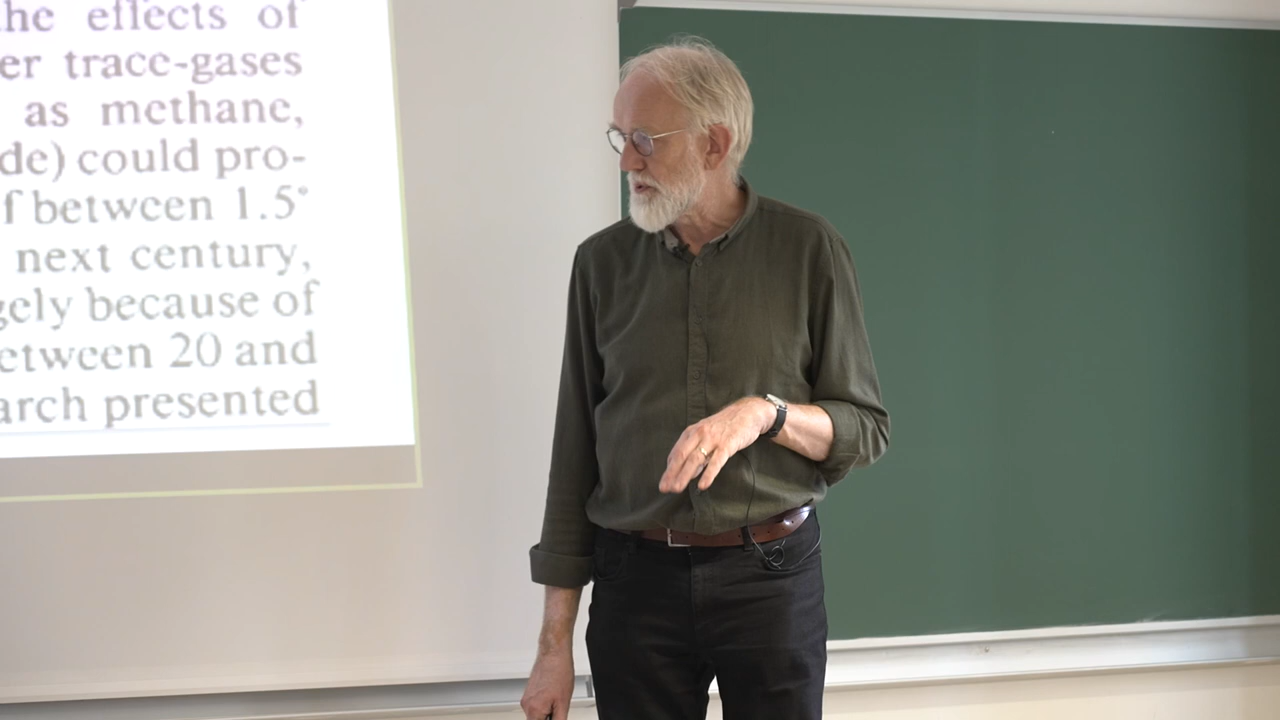 the effects of
er trace-gases
as methane,
de) could pro-
f between 1.5°
next century,
gely because of
etween 20 and
arch presented